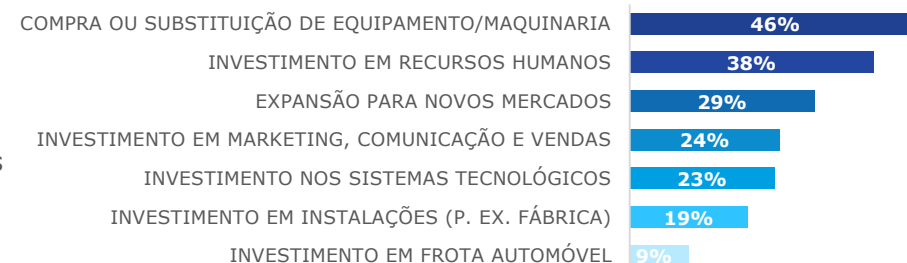 COMPRA OU SUBSTITUIÇÃO DE EQUIPAMENTO/MAQUINARIA 46%
INVESTIMENTO EM RECURSOS HUMANOS 38%
EXPANSÃO PARA NOVOS MERCADOS 29%
INVESTIMENTO EM MARKETING, COMUNICAÇÃO E VENDAS 24%
S
INVESTIMENTO NOS SISTEMAS TECNOLÓGICOS 23%
INVESTIMENTO EM INSTALAÇÕES (P. EX. FÁBRICA) 19%
INVESTIMENTO EM FROTA AUTOMÓVEL 9%